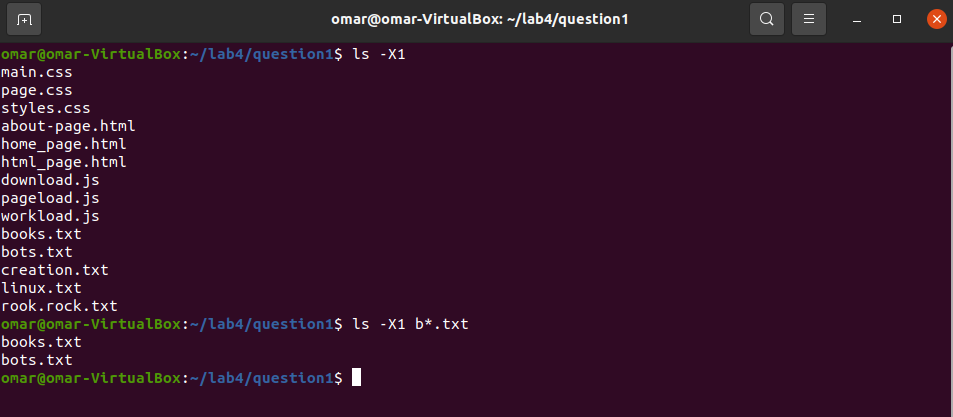 omar@omar-VirtualBox: ~/lab4/question1
omar@omar-VirtualBox:~/lab4/question1$ ls -X1
main.css
page.css
styles.css
about-page.html
home_page.html
html_page.html
download.js
pageload.js
workload.js
books.txt
bots.txt
creation.txt
linux.txt
rook.rock.txt
omar@omar-VirtualBox:~/lab4/question1$ ls -X1 b*.txt
books.txt
bots.txt
omar@omar-VirtualBox:~/lab4/question1$